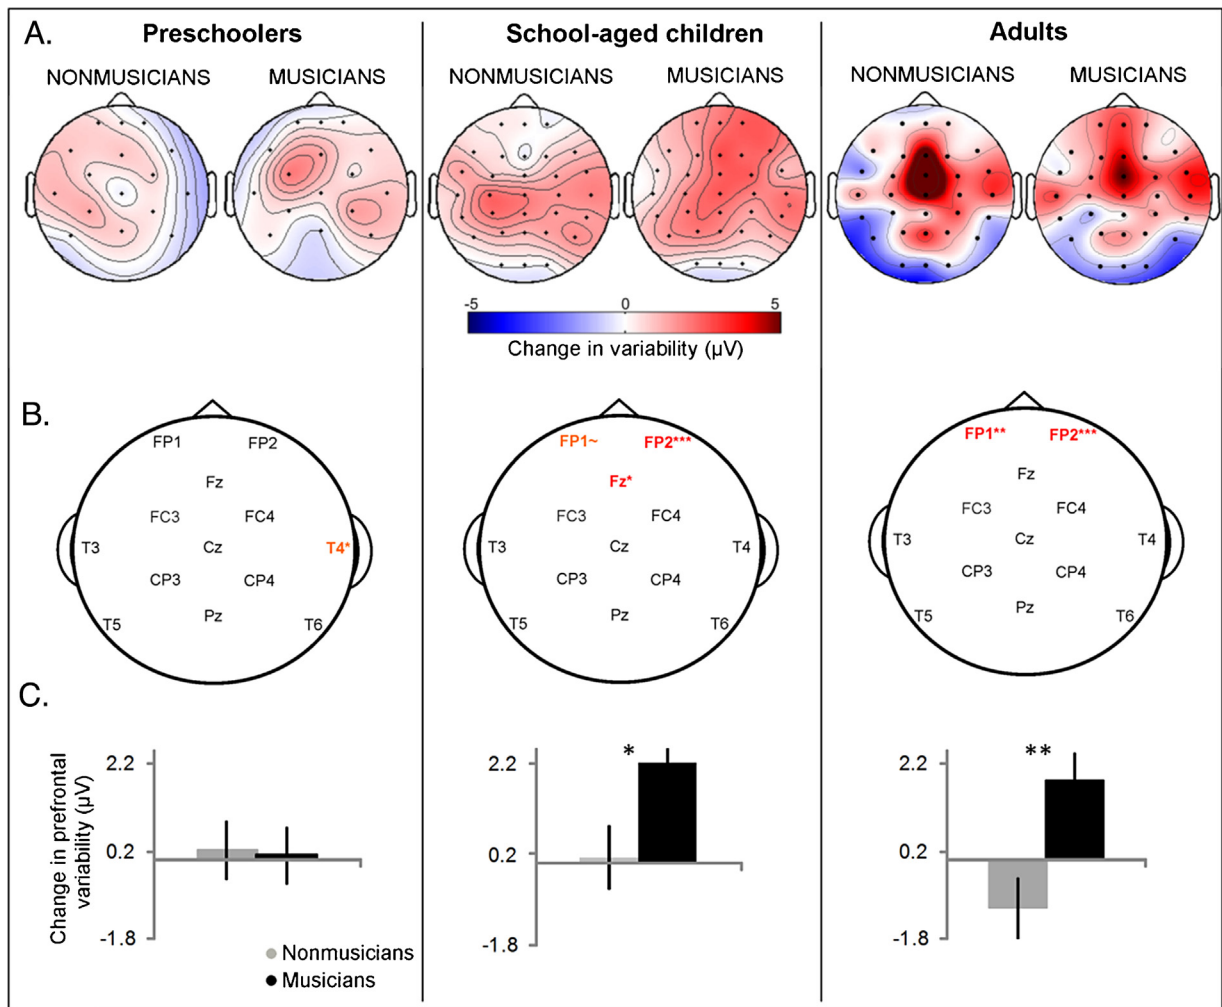 A.
Preschoolers
School-aged children
Adults
NONMUSICIANS
MUSICIANS
NONMUSICIANS
MUSICIANS
NONMUSICIANS
MUSICIANS
-5
0
5
Change in variability (µV)
B.
FP1
FP2
Fz
FC3
FC4
T3
Cz
T4*
CP3
CP4
Pz
T5
T6
FP1~
FP2***
Fz*
FC3
FC4
T3
Cz
T4
CP3
CP4
Pz
T5
T6
FP1**
FP2***
Fz
FC3
FC4
T3
Cz
T4
CP3
CP4
Pz
T5
T6
C.
Change in prefrontal
variability (µV)
2.2
0.2
-1.8
Nonmusicians
Musicians
2.2
0.2
-1.8
*
2.2
0.2
-1.8
**